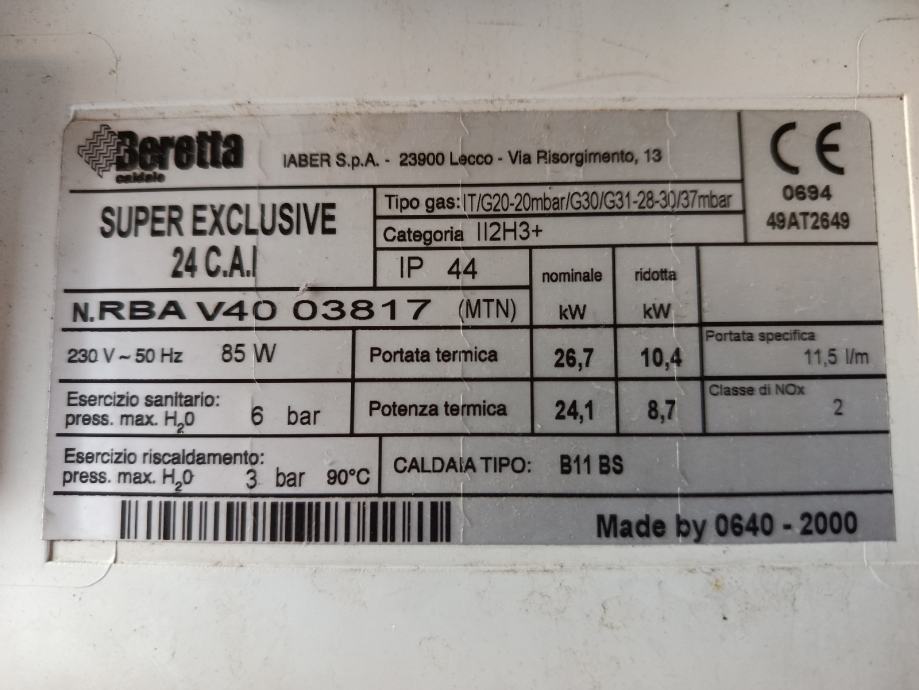 Beretta
caldaie
IABER S.p.A. - 23900 Lecco - Via Risorgimento, 13
CE
0694
49AT2649
SUPER EXCLUSIVE
24 C.A.I
Tipo gas: IT/G20-20mbar/G30/G31-28-30/37mbar
Categoria II2H3+
IP 44
nominale
kW
ridotta
kW
N.RBA V40 03817 (MTN)
230 V ~ 50 Hz 85 W
Portata termica 26,7 10,4
Portata specifica
11,5 l/m
Esercizio sanitario:
press. max. H2O 6 bar
Potenza termica 24,1 8,7
Classe di NOx
2
Esercizio riscaldamento:
press. max. H2O 3 bar 90°C
CALDAIA TIPO: B11 BS
Made by 0640 - 2000